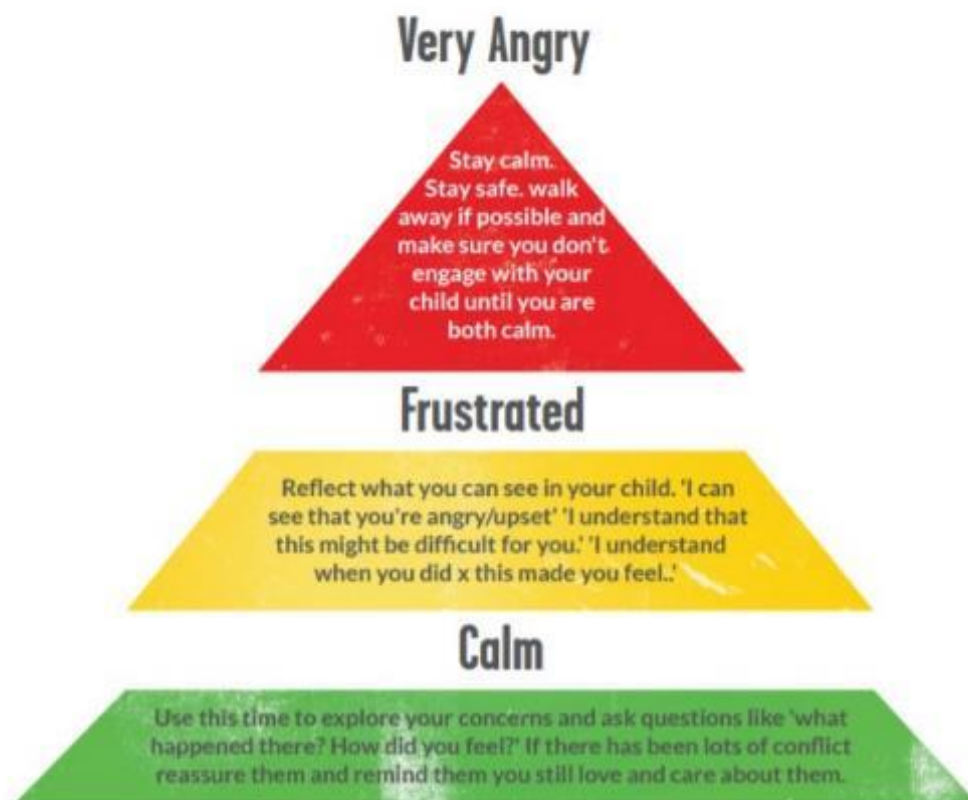 Very Angry
Stay calm.
Stay safe. walk
away if possible and
make sure you don't
engage with your
child until you are
both calm.
Frustrated
Reflect what you can see in your child. 'I can
see that you're angry/upset' 'I understand that
this might be difficult for you.' 'I understand
when you did x this made you feel..'
Calm
Use this time to explore your concerns and ask questions like 'what
happened there? How did you feel?' If there has been lots of conflict
reassure them and remind them you still love and care about them.